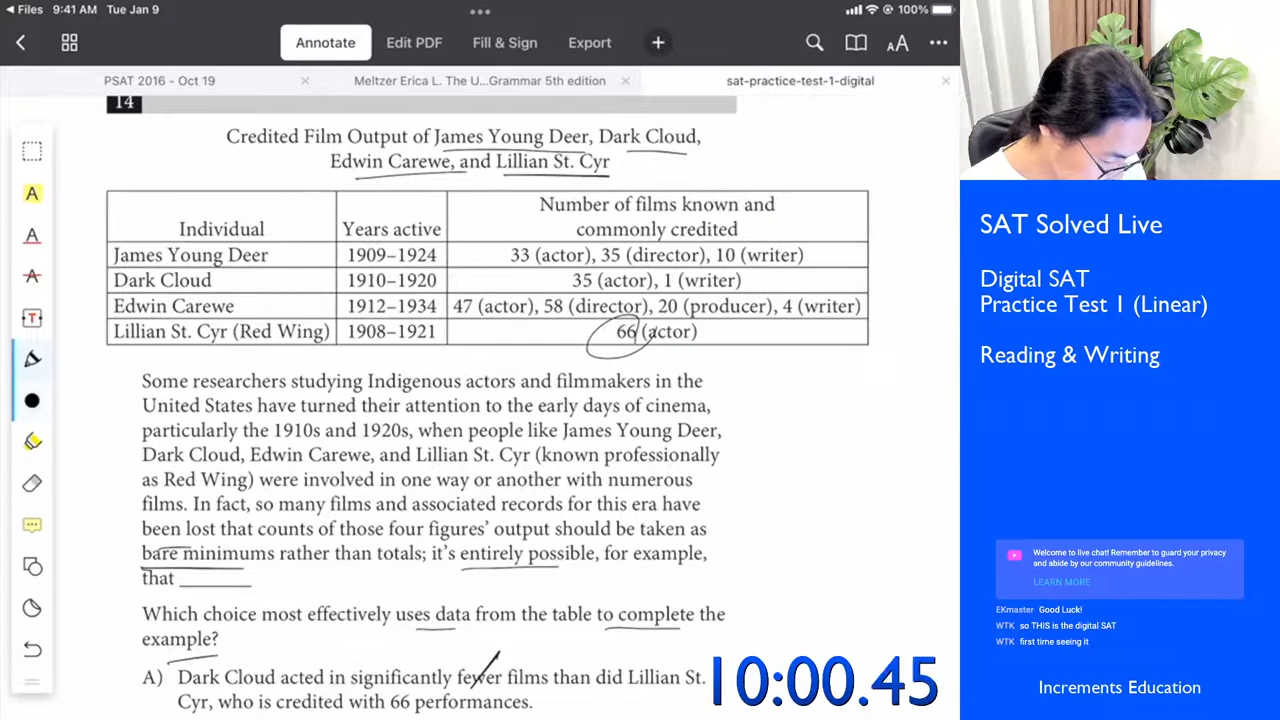 Files 9:41 AM Tue Jan 9 100%
Annotate Edit PDF Fill & Sign Export
PSAT 2016 - Oct 19 Meltzer Erica L. The U...Grammar 5th edition sat-practice-test-1-digital
14
Credited Film Output of James Young Deer, Dark Cloud,
Edwin Carewe, and Lillian St. Cyr
Number of films known and
Individual Years active commonly credited
James Young Deer 1909–1924 33 (actor), 35 (director), 10 (writer)
Dark Cloud 1910–1920 35 (actor), 1 (writer)
Edwin Carewe 1912–1934 47 (actor), 58 (director), 20 (producer), 4 (writer)
Lillian St. Cyr (Red Wing) 1908–1921 66 (actor)
Some researchers studying Indigenous actors and filmmakers in the
United States have turned their attention to the early days of cinema,
particularly the 1910s and 1920s, when people like James Young Deer,
Dark Cloud, Edwin Carewe, and Lillian St. Cyr (known professionally
as Red Wing) were involved in one way or another with numerous
films. In fact, so many films and associated records for this era have
been lost that counts of those four figures' output should be taken as
bare minimums rather than totals; it's entirely possible, for example,
that ______
Which choice most effectively uses data from the table to complete the
example?
A) Dark Cloud acted in significantly fewer films than did Lillian St.
Cyr, who is credited with 66 performances.
10:00.45
SAT Solved Live
Digital SAT
Practice Test 1 (Linear)
Reading & Writing
Welcome to live chat! Remember to guard your privacy
and abide by our community guidelines.
LEARN MORE
EKmaster Good Luck!
WTK so THIS is the digital SAT
WTK first time seeing it
Increments Education